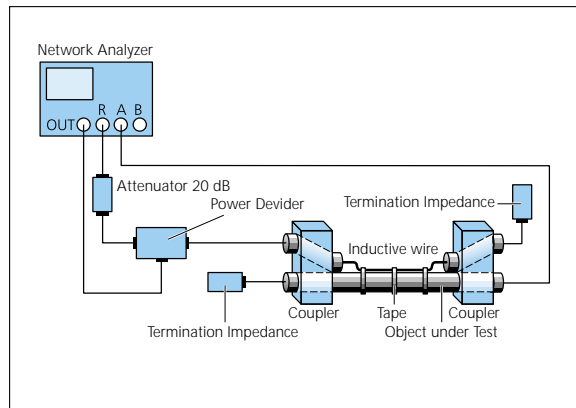 Network Analyzer
R A B
OUT
Attenuator 20 dB
Power Devider
Termination Impedance
Inductive wire
Termination Impedance
Coupler
Tape
Coupler
Object under Test